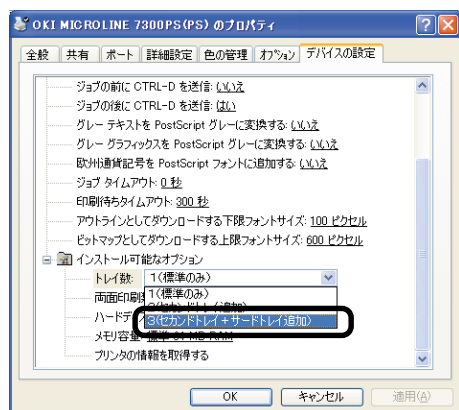 OKI MICROLINE 7300PS(PS) のプロパティ
全般 共有 ポート 詳細設定 色の管理 オプション デバイスの設定
ジョブの前に CTRL-D を送信: いいえ
ジョブの後に CTRL-D を送信: はい
グレー テキストを PostScript グレーに変換する: いいえ
グレー グラフィックスを PostScript グレーに変換する: いいえ
欧州通貨記号を PostScript フォントに追加する: いいえ
ジョブ タイムアウト: 0 秒
印刷待ちタイムアウト: 300 秒
アウトラインとしてダウンロードする下限フォントサイズ: 100 ピクセル
ビットマップとしてダウンロードする上限フォントサイズ: 600 ピクセル
インストール可能なオプション
トレイ数: 1(標準のみ)
両面印刷 1(標準のみ)
ハードデ 3(セカンドトレイ+サードトレイ追加)
メモリ容量: 標準 64 MB RAM
プリンタの情報を取得する
OK キャンセル 適用(A)